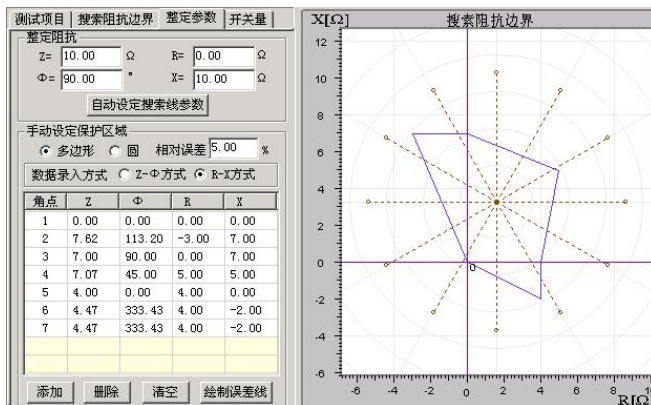 测试项目 搜索阻抗边界 整定参数 开关量
整定阻抗
Z= 10.00 Ω R= 0.00 Ω
Φ= 90.00 ° X= 10.00 Ω
自动设定搜索线参数
手动设定保护区域
多边形 圆 相对误差 5.00 %
数据录入方式 Z-Φ方式 R-X方式
角点 Z Φ R X
1 0.00 0.00 0.00 0.00
2 7.62 113.20 -3.00 7.00
3 7.00 90.00 0.00 7.00
4 7.07 45.00 5.00 5.00
5 4.00 0.00 4.00 0.00
6 4.47 333.43 4.00 -2.00
7 4.47 333.43 4.00 -2.00
添加 删除 清空 绘制误差线
X[Ω] 搜索阻抗边界
12
10
8
6
4
2
0
0
-2
-4
-6
-6 -4 -2 0 2 4 6 8 10
R[Ω]